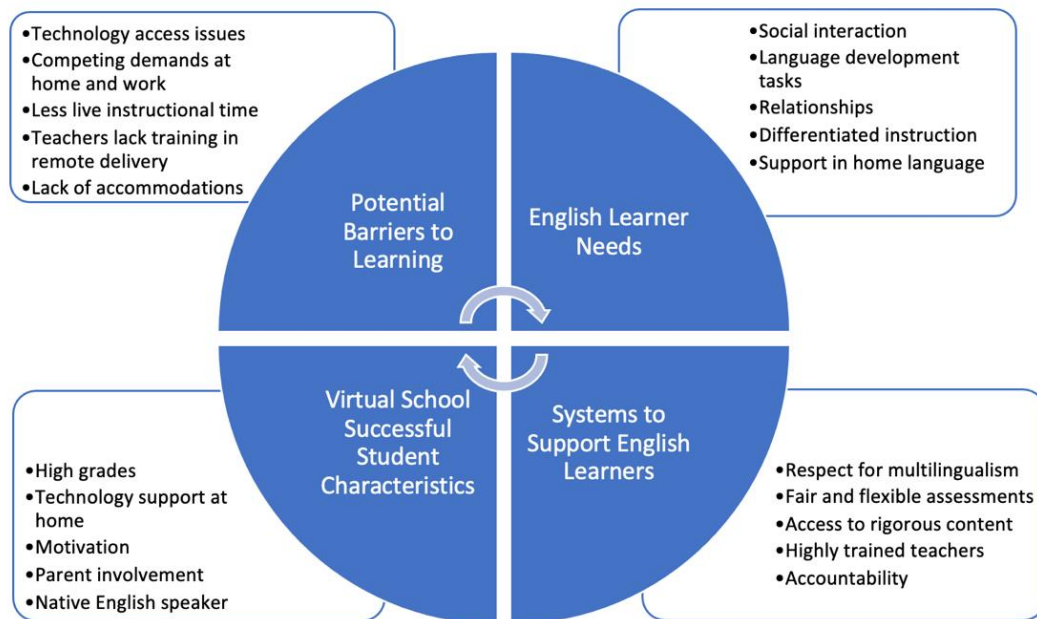 •Technology access issues
•Competing demands at
home and work
•Less live instructional time
•Teachers lack training in
remote delivery
•Lack of accommodations
Potential
Barriers to
Learning
•Social interaction
•Language development
tasks
•Relationships
•Differentiated instruction
•Support in home language
English Learner
Needs
Virtual School
Successful
Student
Characteristics
•High grades
•Technology support at
home
•Motivation
•Parent involvement
•Native English speaker
Systems to
Support English
Learners
•Respect for multilingualism
•Fair and flexible assessments
•Access to rigorous content
•Highly trained teachers
•Accountability